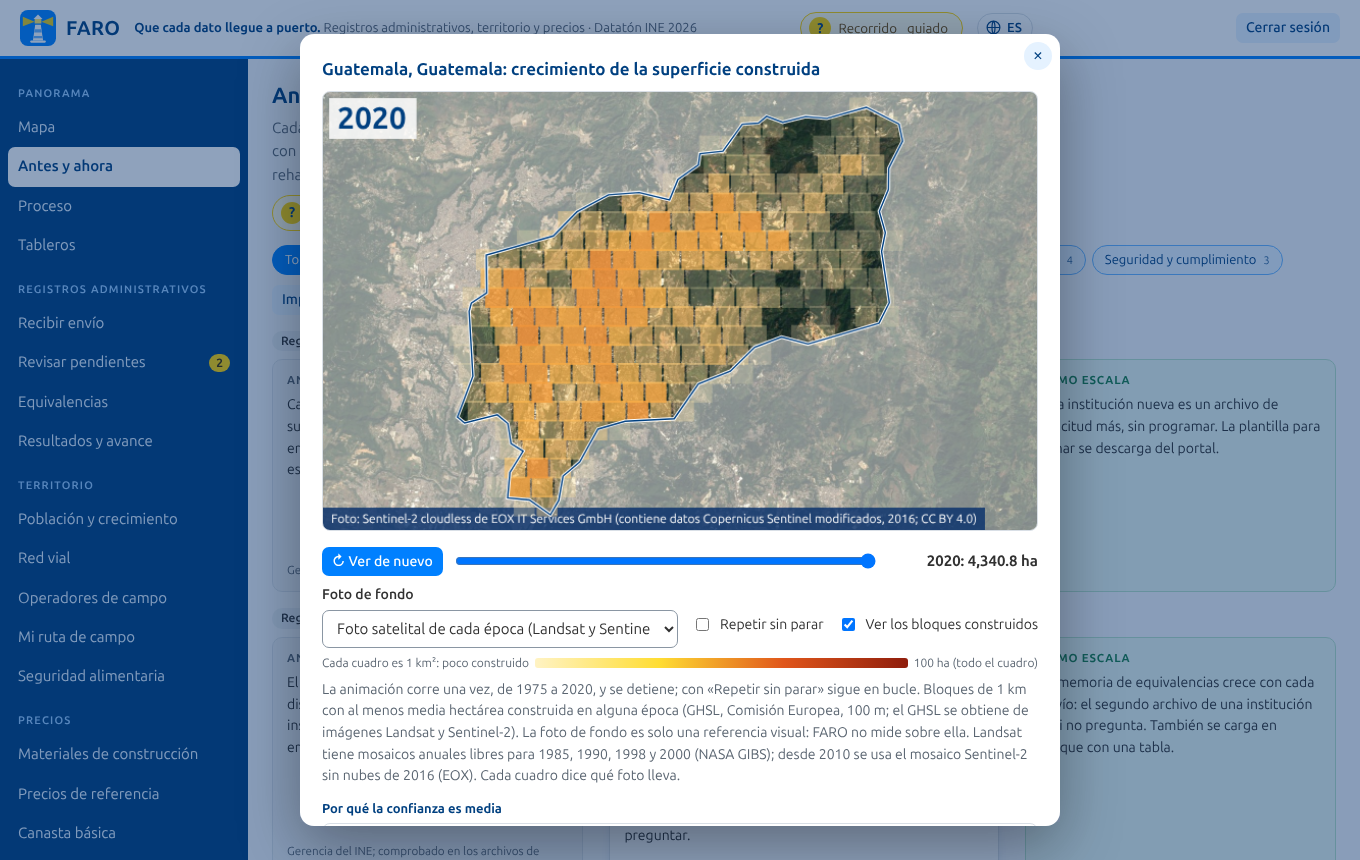 FARO
Que cada dato llegue a puerto. Registros administrativos, territorio y precios · Datatón INE 2026
? Recorrido guiado
ES
Cerrar sesión
PANORAMA
Mapa
Antes y ahora
Proceso
Tableros
REGISTROS ADMINISTRATIVOS
Recibir envío
Revisar pendientes
2
Equivalencias
Resultados y avance
TERRITORIO
Población y crecimiento
Red vial
Operadores de campo
Mi ruta de campo
Seguridad alimentaria
PRECIOS
Materiales de construcción
Precios de referencia
Canasta básica
?
4
Seguridad y cumplimiento 3
×
Guatemala, Guatemala: crecimiento de la superficie construida
2020
Foto: Sentinel-2 cloudless de EOX IT Services GmbH (contiene datos Copernicus Sentinel modificados, 2016; CC BY 4.0)
↻ Ver de nuevo
2020: 4,340.8 ha
Foto de fondo
Foto satelital de cada época (Landsat y Sentine
Repetir sin parar
Ver los bloques construidos
Cada cuadro es 1 km²: poco construido
100 ha (todo el cuadro)
La animación corre una vez, de 1975 a 2020, y se detiene; con «Repetir sin parar» sigue en bucle. Bloques de 1 km
con al menos media hectárea construida en alguna época (GHSL, Comisión Europea, 100 m; el GHSL se obtiene de
imágenes Landsat y Sentinel-2). La foto de fondo es solo una referencia visual: FARO no mide sobre ella. Landsat
tiene mosaicos anuales libres para 1985, 1990, 1998 y 2000 (NASA GIBS); desde 2010 se usa el mosaico Sentinel-2
sin nubes de 2016 (EOX). Cada cuadro dice qué foto lleva.
Por qué la confianza es media
ESCALA
institución nueva es un archivo de
más, sin programar. La plantilla para
se descarga del portal.
ESCALA
memoria de equivalencias crece con cada
el segundo archivo de una institución
no pregunta. También se carga en
que con una tabla.
preguntar.
Gerencia del INE; comprobado en los archivos de